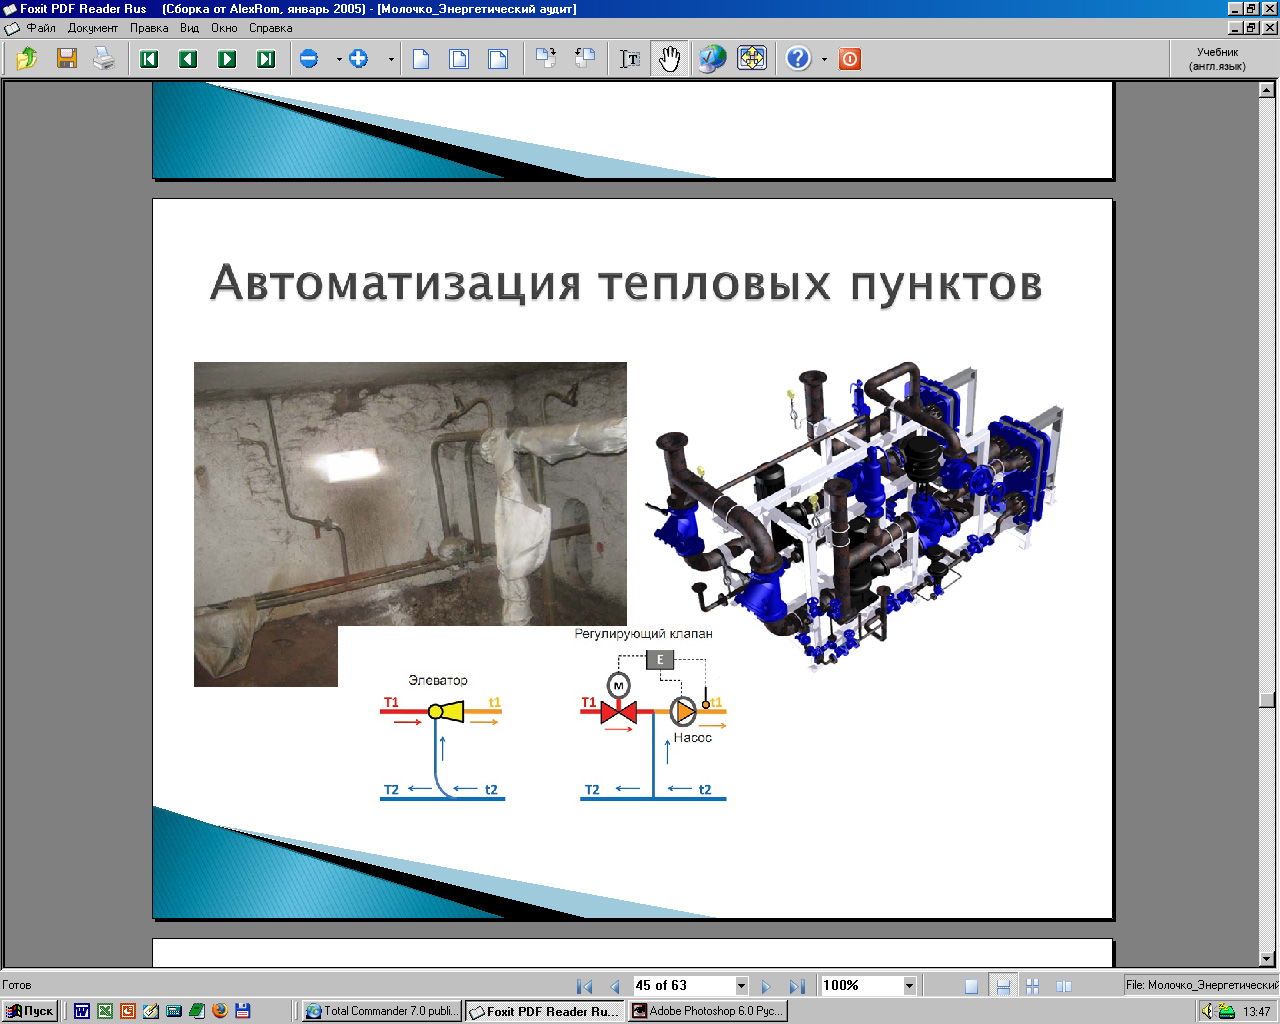 Foxit PDF Reader Rus (Сборка от AlexRom, январь 2005) - [Молочко_Энергетический аудит]
Файл Документ Правка Вид Окно Справка
Учебник
(англ.язык)
Автоматизация тепловых пунктов
Регулирующий клапан
E
M
Элеватор
T1 t1
T1 t1
Насос
T2 t2
T2 t2
Готов
45 of 63
100%
File: Молочко_Энергетический
Пуск
Total Commander 7.0 publi...
Foxit PDF Reader Ru...
Adobe Photoshop 6.0 Рус...
13:47